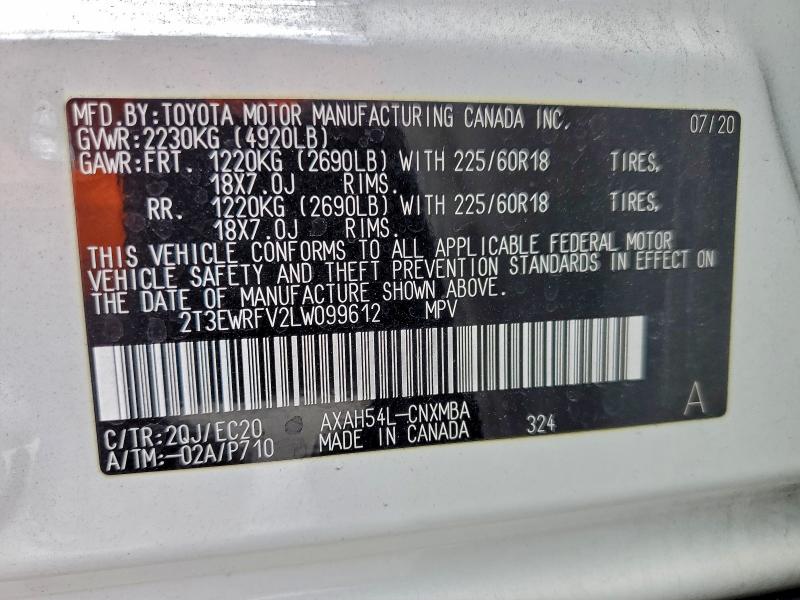 MFD.BY:TOYOTA MOTOR MANUFACTURING CANADA INC. 07/20
GVWR:2230KG (4920LB)
GAWR:FRT. 1220KG (2690LB) WITH 225/60R18 TIRES,
18X7.0J RIMS.
RR. 1220KG (2690LB) WITH 225/60R18 TIRES,
18X7.0J RIMS.
THIS VEHICLE CONFORMS TO ALL APPLICABLE FEDERAL MOTOR
VEHICLE SAFETY AND THEFT PREVENTION STANDARDS IN EFFECT ON
THE DATE OF MANUFACTURE SHOWN ABOVE.
2T3EWRFV2LW099612 MPV
A
C/TR:2QJ/EC20 AXAH54L-CNXMBA
A/TM:-02A/P710 MADE IN CANADA 324